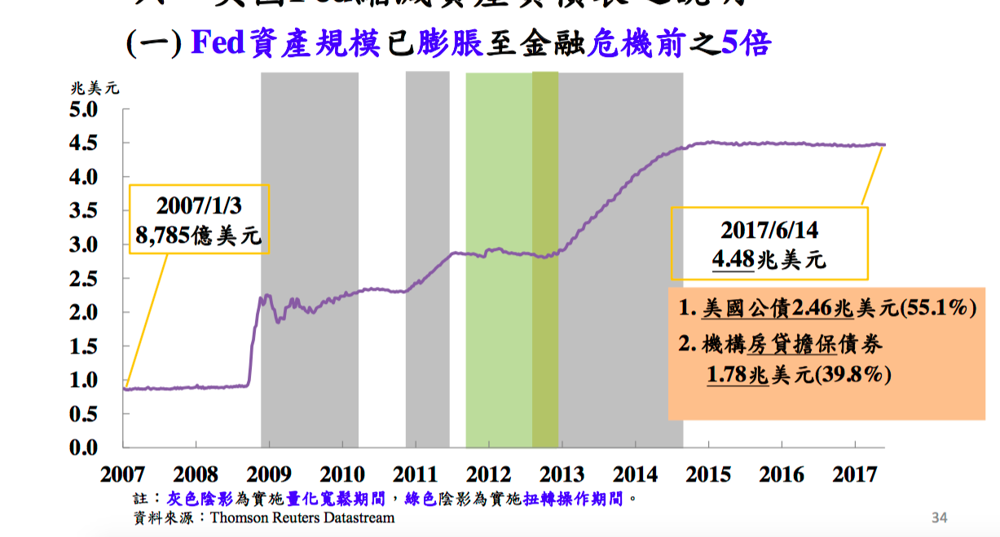 (一) Fed資產規模已膨脹至金融危機前之5倍
兆美元
5.0
4.5
4.0
3.5
3.0
2.5
2.0
1.5
1.0
0.5
0.0
2007/1/3
8,785億美元
2017/6/14
4.48兆美元
1. 美國公債2.46兆美元(55.1%)
2. 機構房貸擔保債券
1.78兆美元(39.8%)
2007 2008 2009 2010 2011 2012 2013 2014 2015 2016 2017
註：灰色陰影為實施量化寬鬆期間，綠色陰影為實施扭轉操作期間。
資料來源：Thomson Reuters Datastream
34